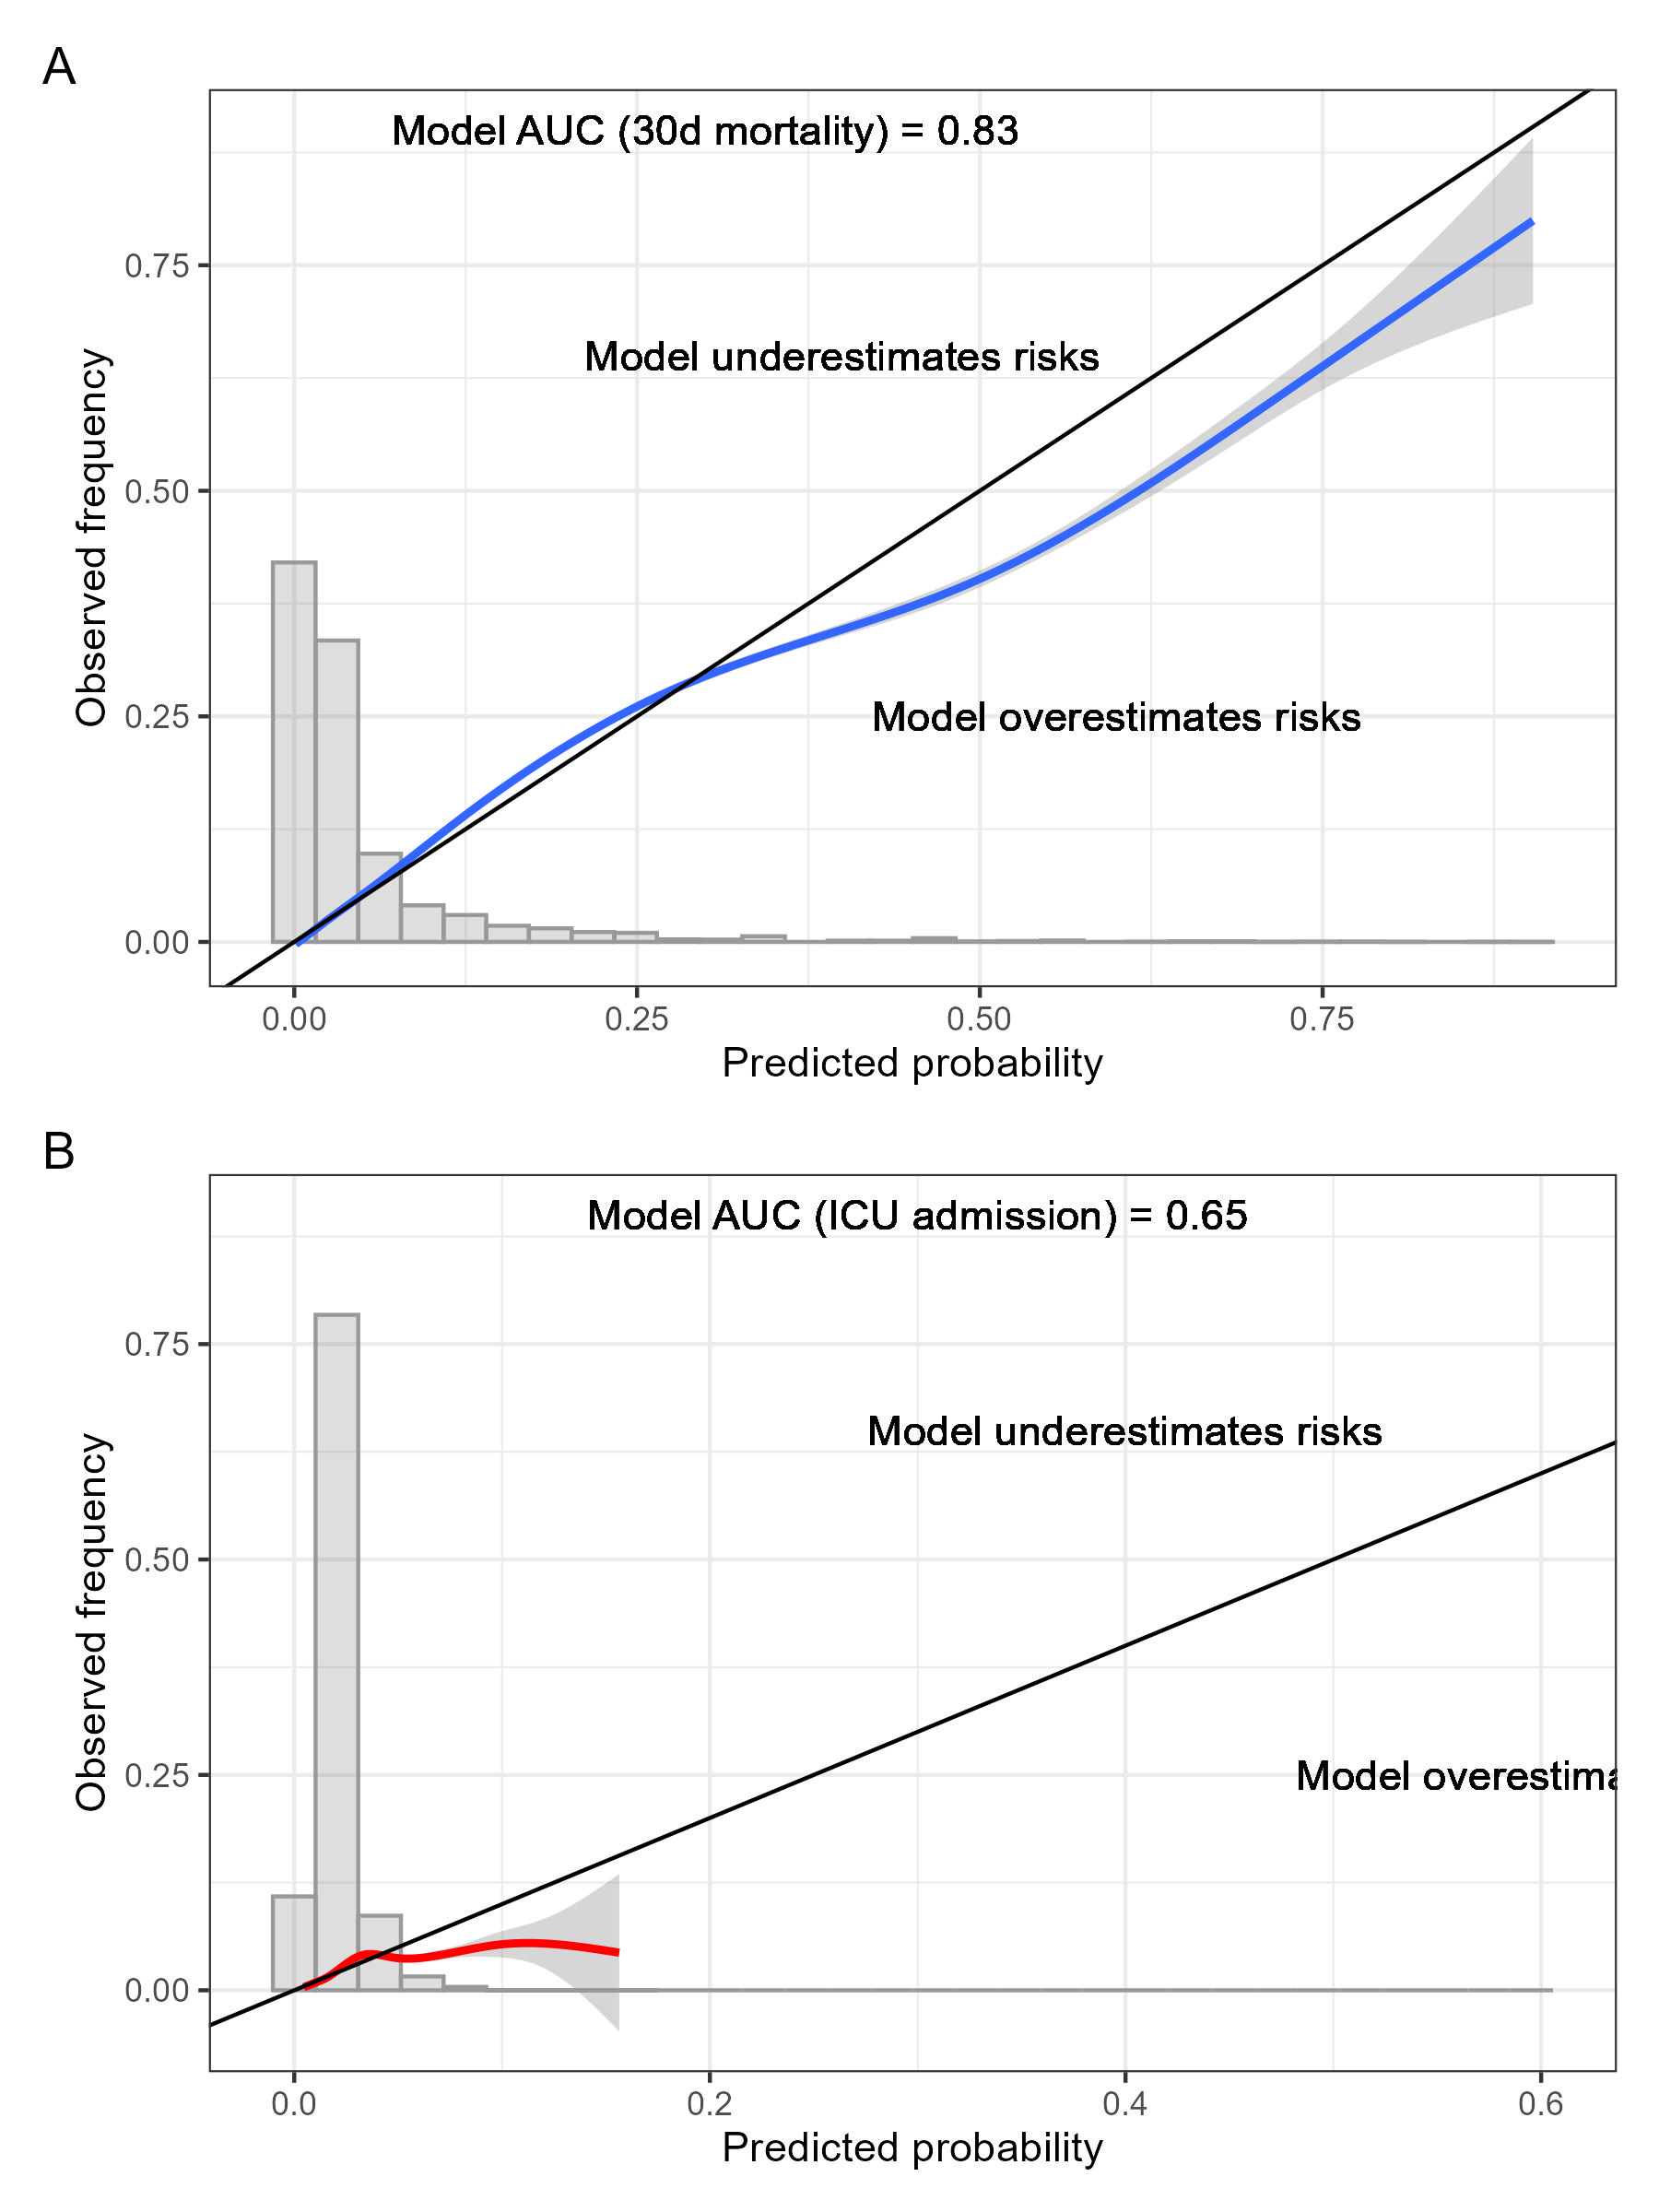 A
Model AUC (30d mortality) = 0.83
Model underestimates risks
Model overestimates risks
Observed frequency
0.75
0.50
0.25
0.00
0.00 0.25 0.50 0.75
Predicted probability
B
Model AUC (ICU admission) = 0.65
Model underestimates risks
Model overestima
Observed frequency
0.75
0.50
0.25
0.00
0.0 0.2 0.4 0.6
Predicted probability